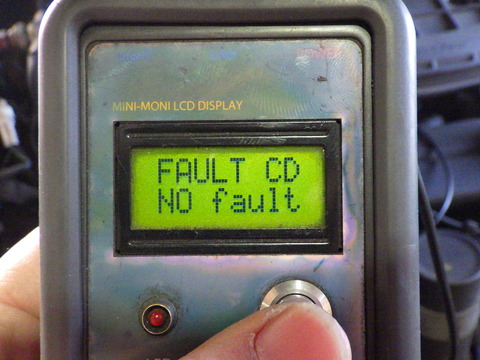 MiNi-MONI LCD DISPLAY
FAULT CD
NO fault